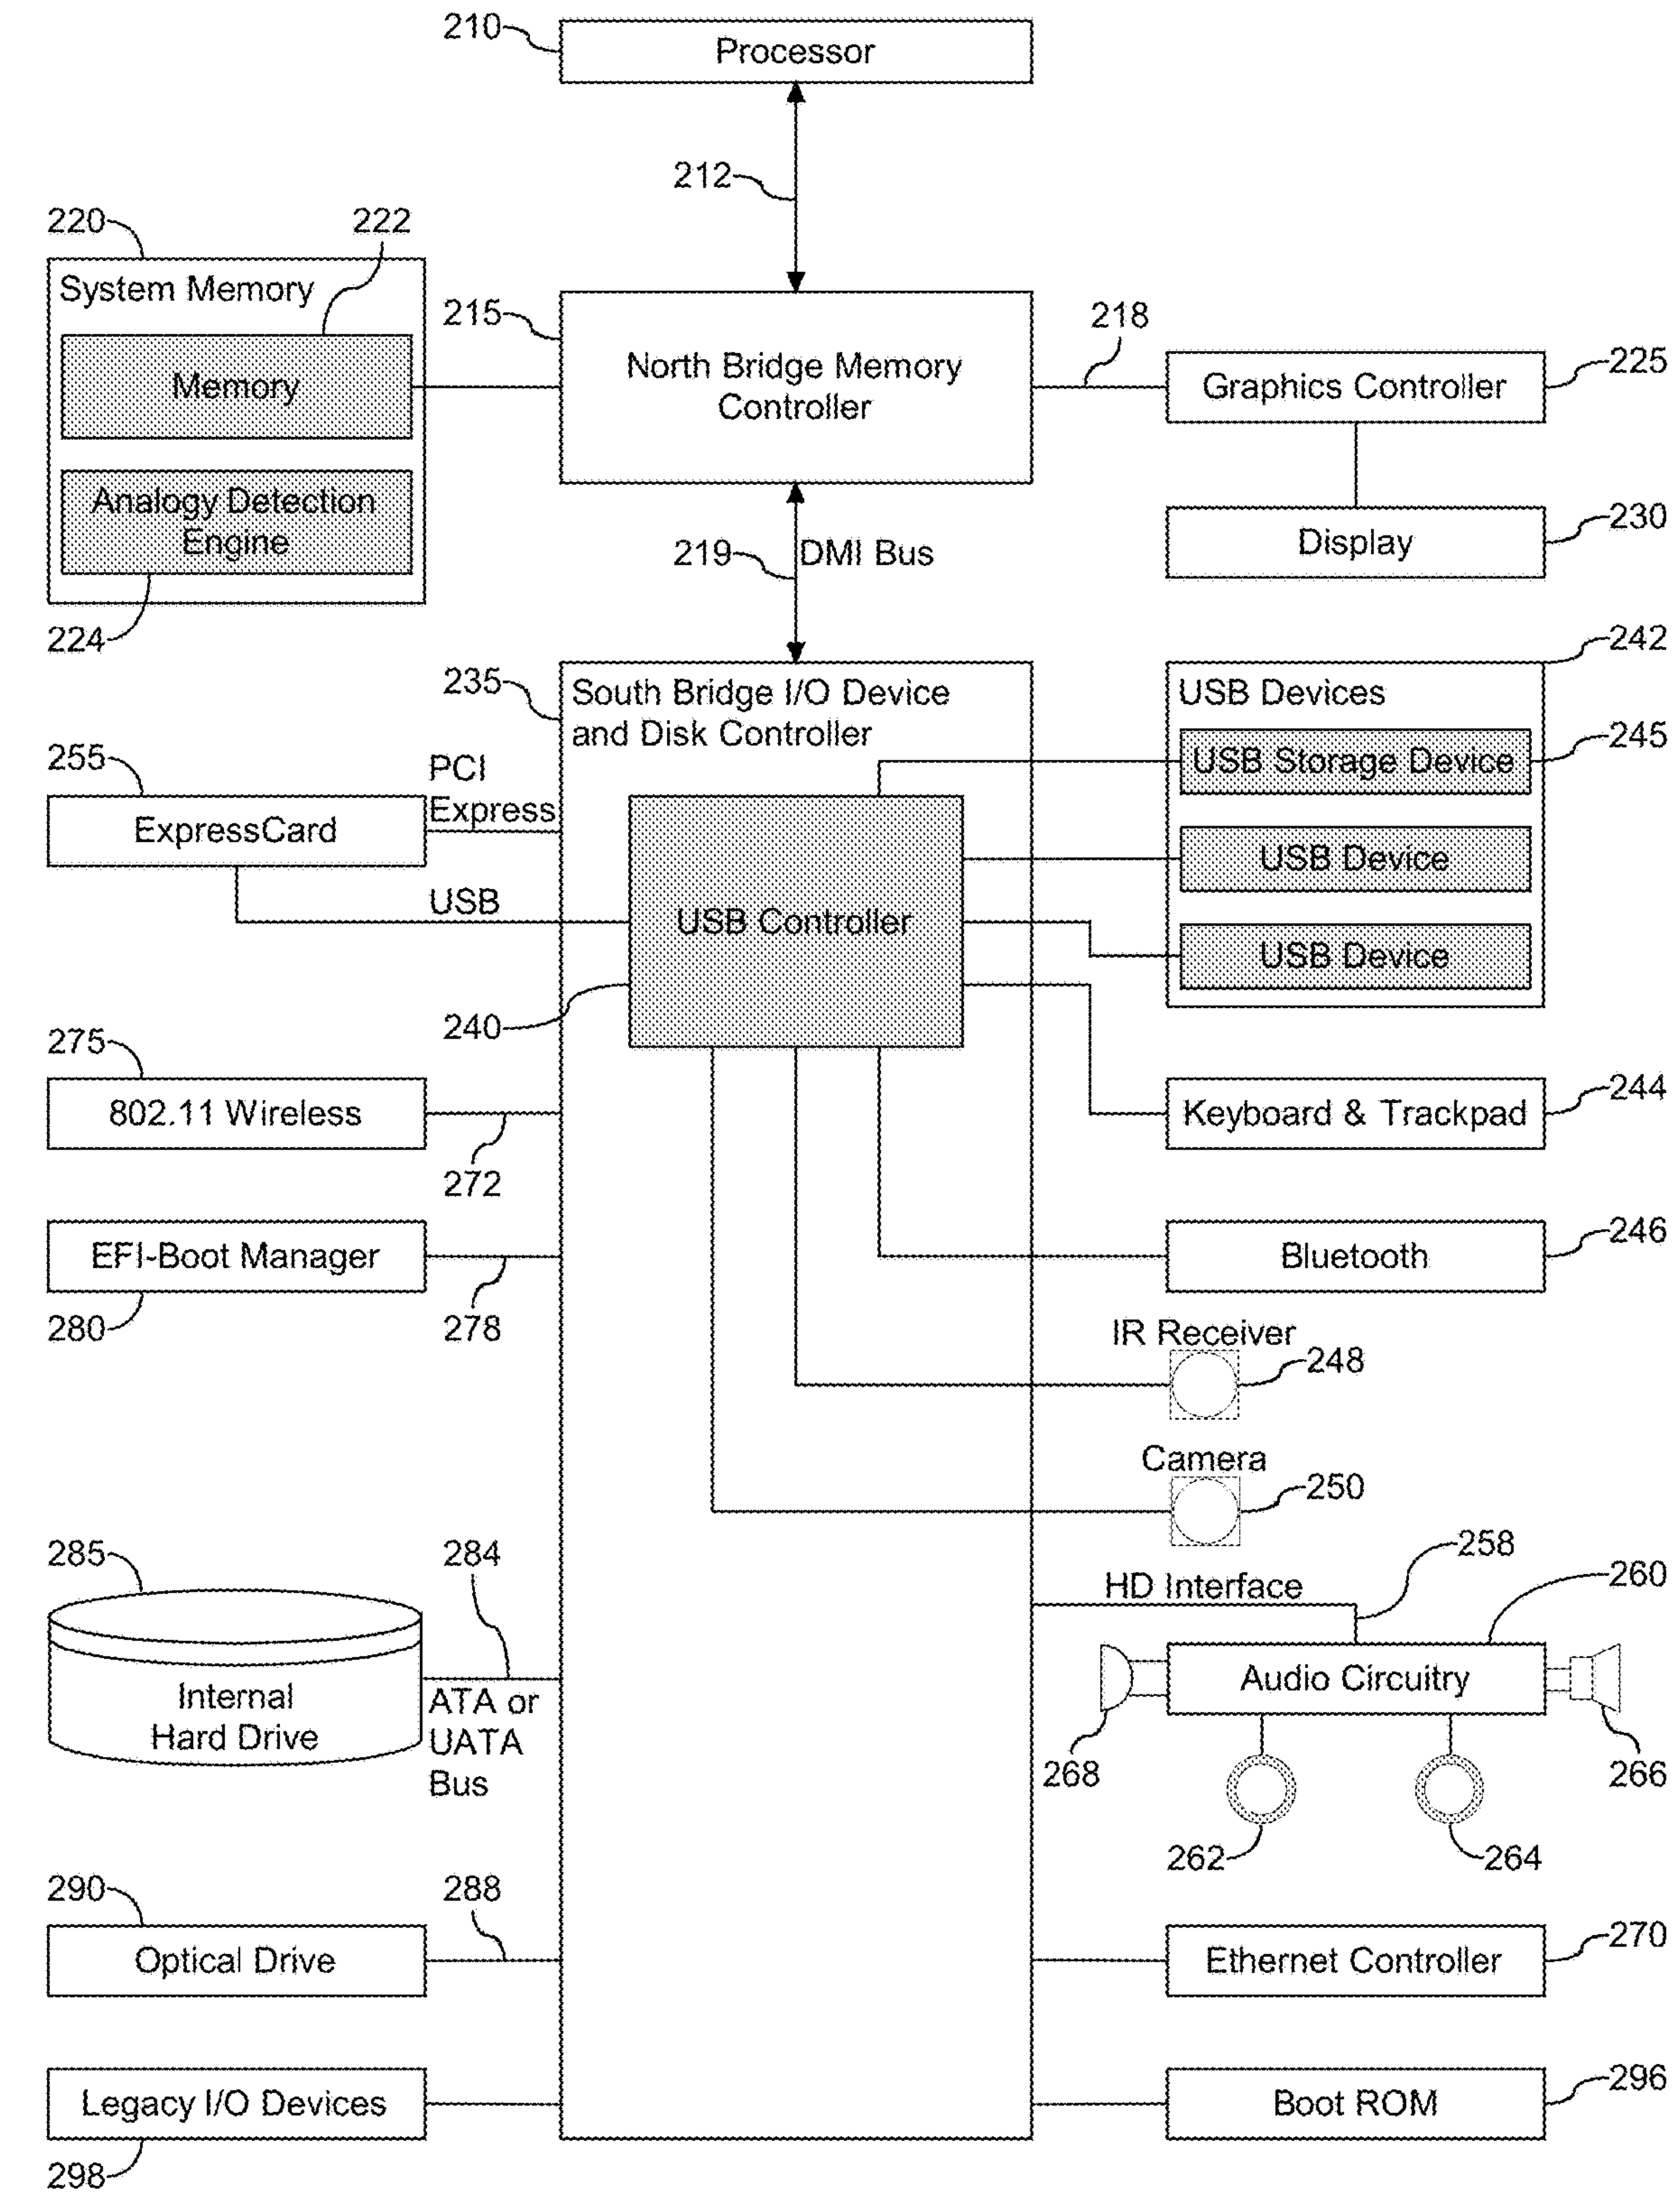 210
Processor
212
220
222
System Memory
215
218
North Bridge Memory
Controller
225
Memory
Graphics Controller
Analogy Detection
Engine
230
Display
219
DMI Bus
224
242
235
South Bridge I/O Device
and Disk Controller
USB Devices
245
USB Storage Device
255
PCI
Express
ExpressCard
USB Device
USB
USB Controller
USB Device
240
275
244
802.11 Wireless
Keyboard & Trackpad
272
246
EFI-Boot Manager
Bluetooth
280
278
IR Receiver
248
Camera
250
285
284
258
HD Interface
260
Internal
Hard Drive
ATA or
UATA
Bus
Audio Circuitry
268
266
262
264
290
288
270
Optical Drive
Ethernet Controller
296
Legacy I/O Devices
Boot ROM
298